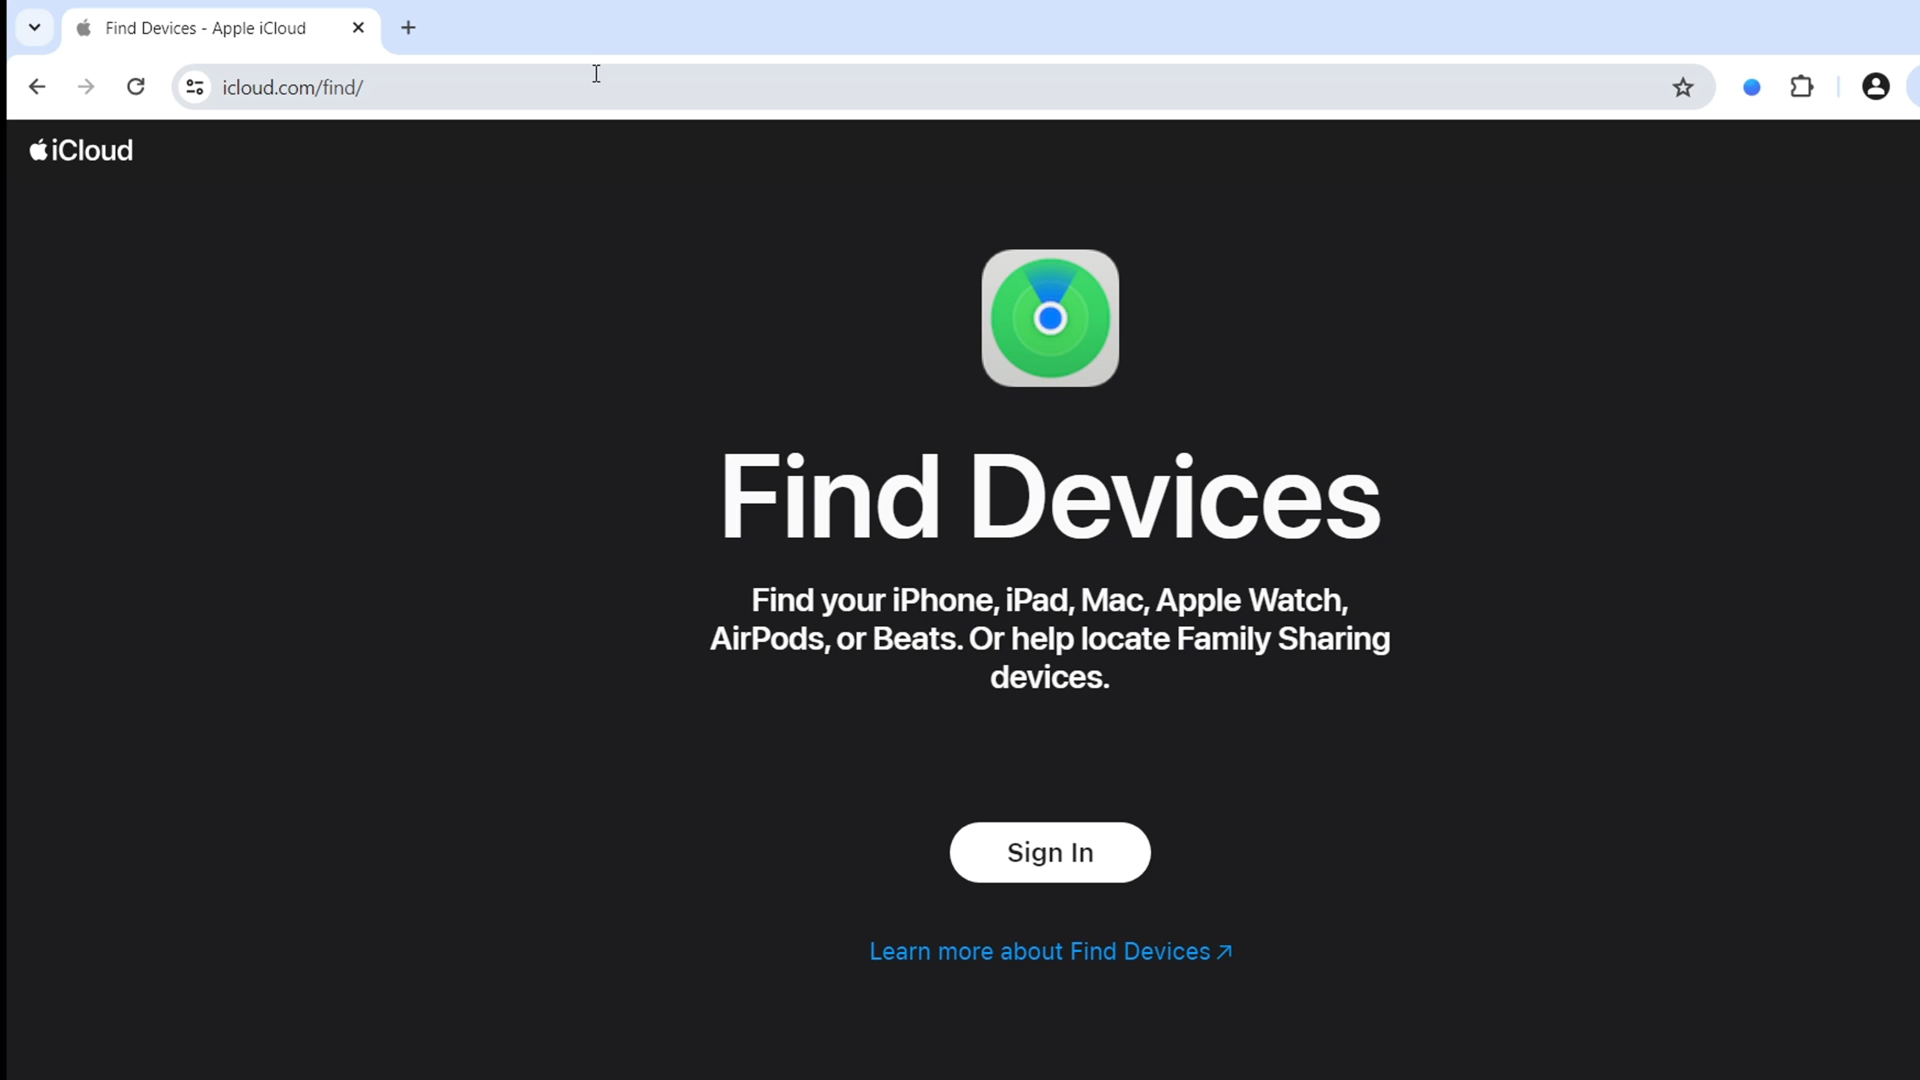 Find Devices - Apple iCloud
icloud.com/find/
iCloud
Find Devices
Find your iPhone, iPad, Mac, Apple Watch,
AirPods, or Beats. Or help locate Family Sharing
devices.
Sign In
Learn more about Find Devices